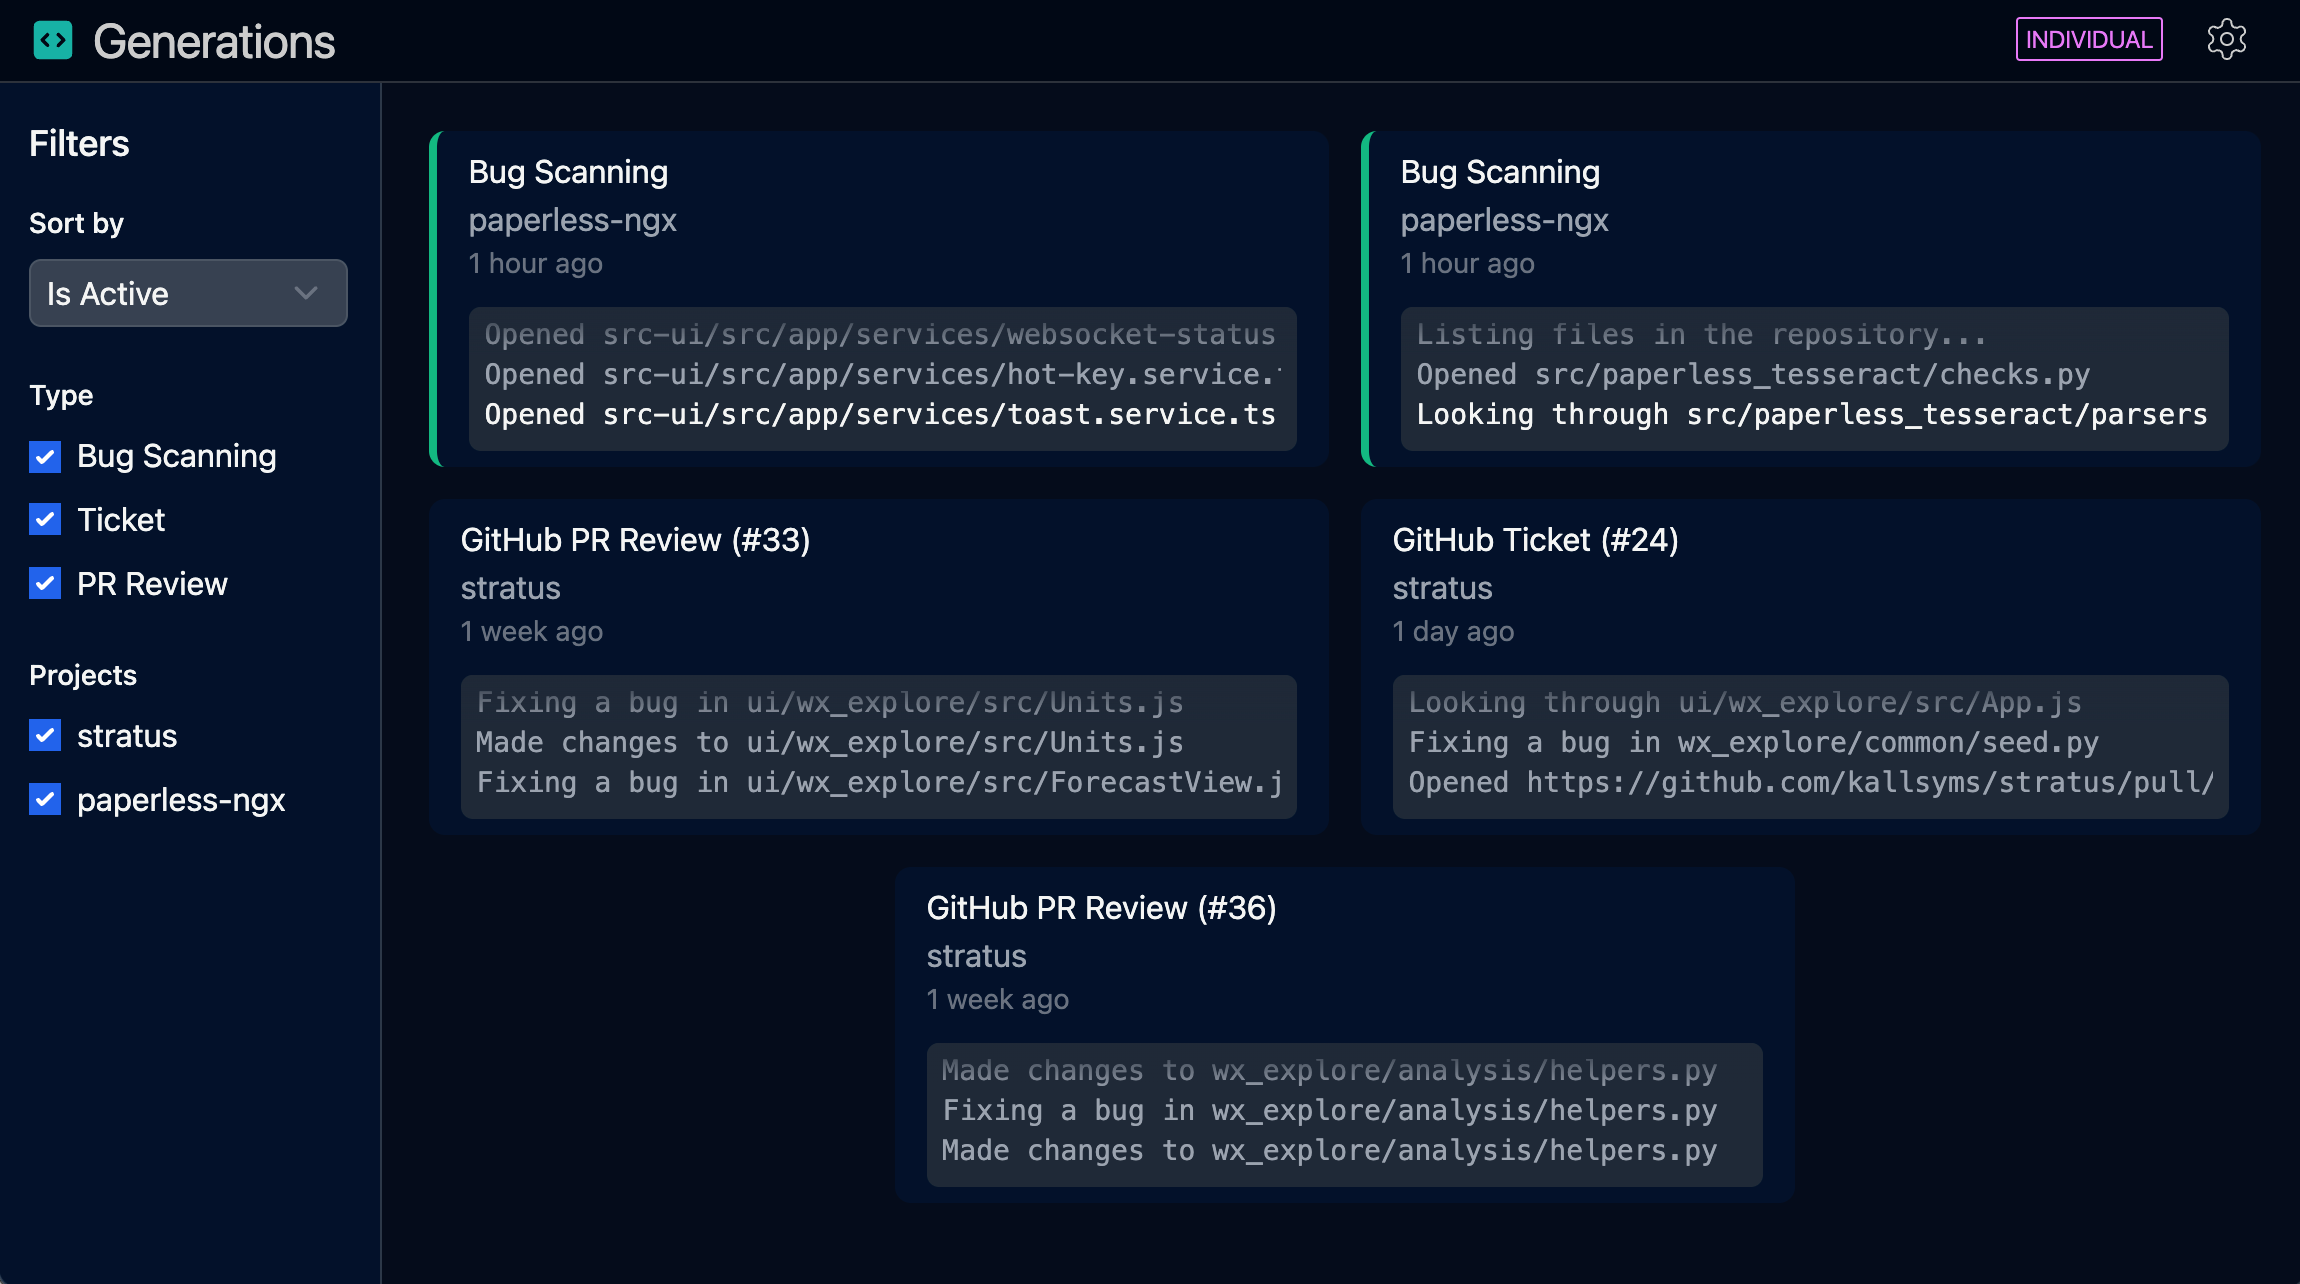 Generations
INDIVIDUAL
Filters
Sort by
Is Active
Type
Bug Scanning
Ticket
PR Review
Projects
stratus
paperless-ngx
Bug Scanning
paperless-ngx
1 hour ago
Opened src-ui/src/app/services/websocket-status
Opened src-ui/src/app/services/hot-key.service.
Opened src-ui/src/app/services/toast.service.ts
Bug Scanning
paperless-ngx
1 hour ago
Listing files in the repository...
Opened src/paperless_tesseract/checks.py
Looking through src/paperless_tesseract/parsers
GitHub PR Review (#33)
stratus
1 week ago
Fixing a bug in ui/wx_explore/src/Units.js
Made changes to ui/wx_explore/src/Units.js
Fixing a bug in ui/wx_explore/src/ForecastView.j
GitHub Ticket (#24)
stratus
1 day ago
Looking through ui/wx_explore/src/App.js
Fixing a bug in wx_explore/common/seed.py
Opened https://github.com/kallsyms/stratus/pull/
GitHub PR Review (#36)
stratus
1 week ago
Made changes to wx_explore/analysis/helpers.py
Fixing a bug in wx_explore/analysis/helpers.py
Made changes to wx_explore/analysis/helpers.py